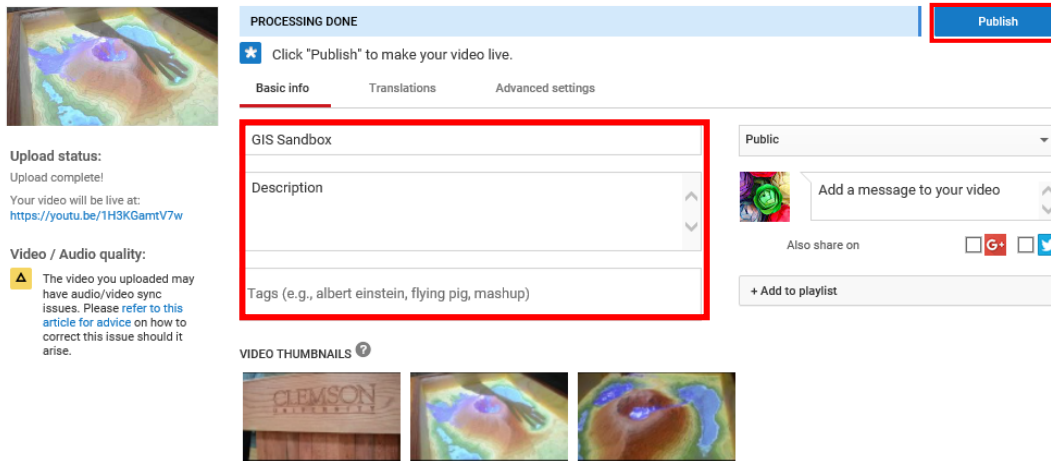 PROCESSING DONE
Publish
Click "Publish" to make your video live.
Basic info
Translations
Advanced settings
GIS Sandbox
Description
Tags (e.g., albert einstein, flying pig, mashup)
Public
Add a message to your video
Also share on
G+
+ Add to playlist
Upload status:
Upload complete!
Your video will be live at:
https://youtu.be/1H3KGamtV7w
Video / Audio quality:
The video you uploaded may
have audio/video sync
issues. Please refer to this
article for advice on how to
correct this issue should it
arise.
VIDEO THUMBNAILS ?
CLEMSON
UNIVERSITY